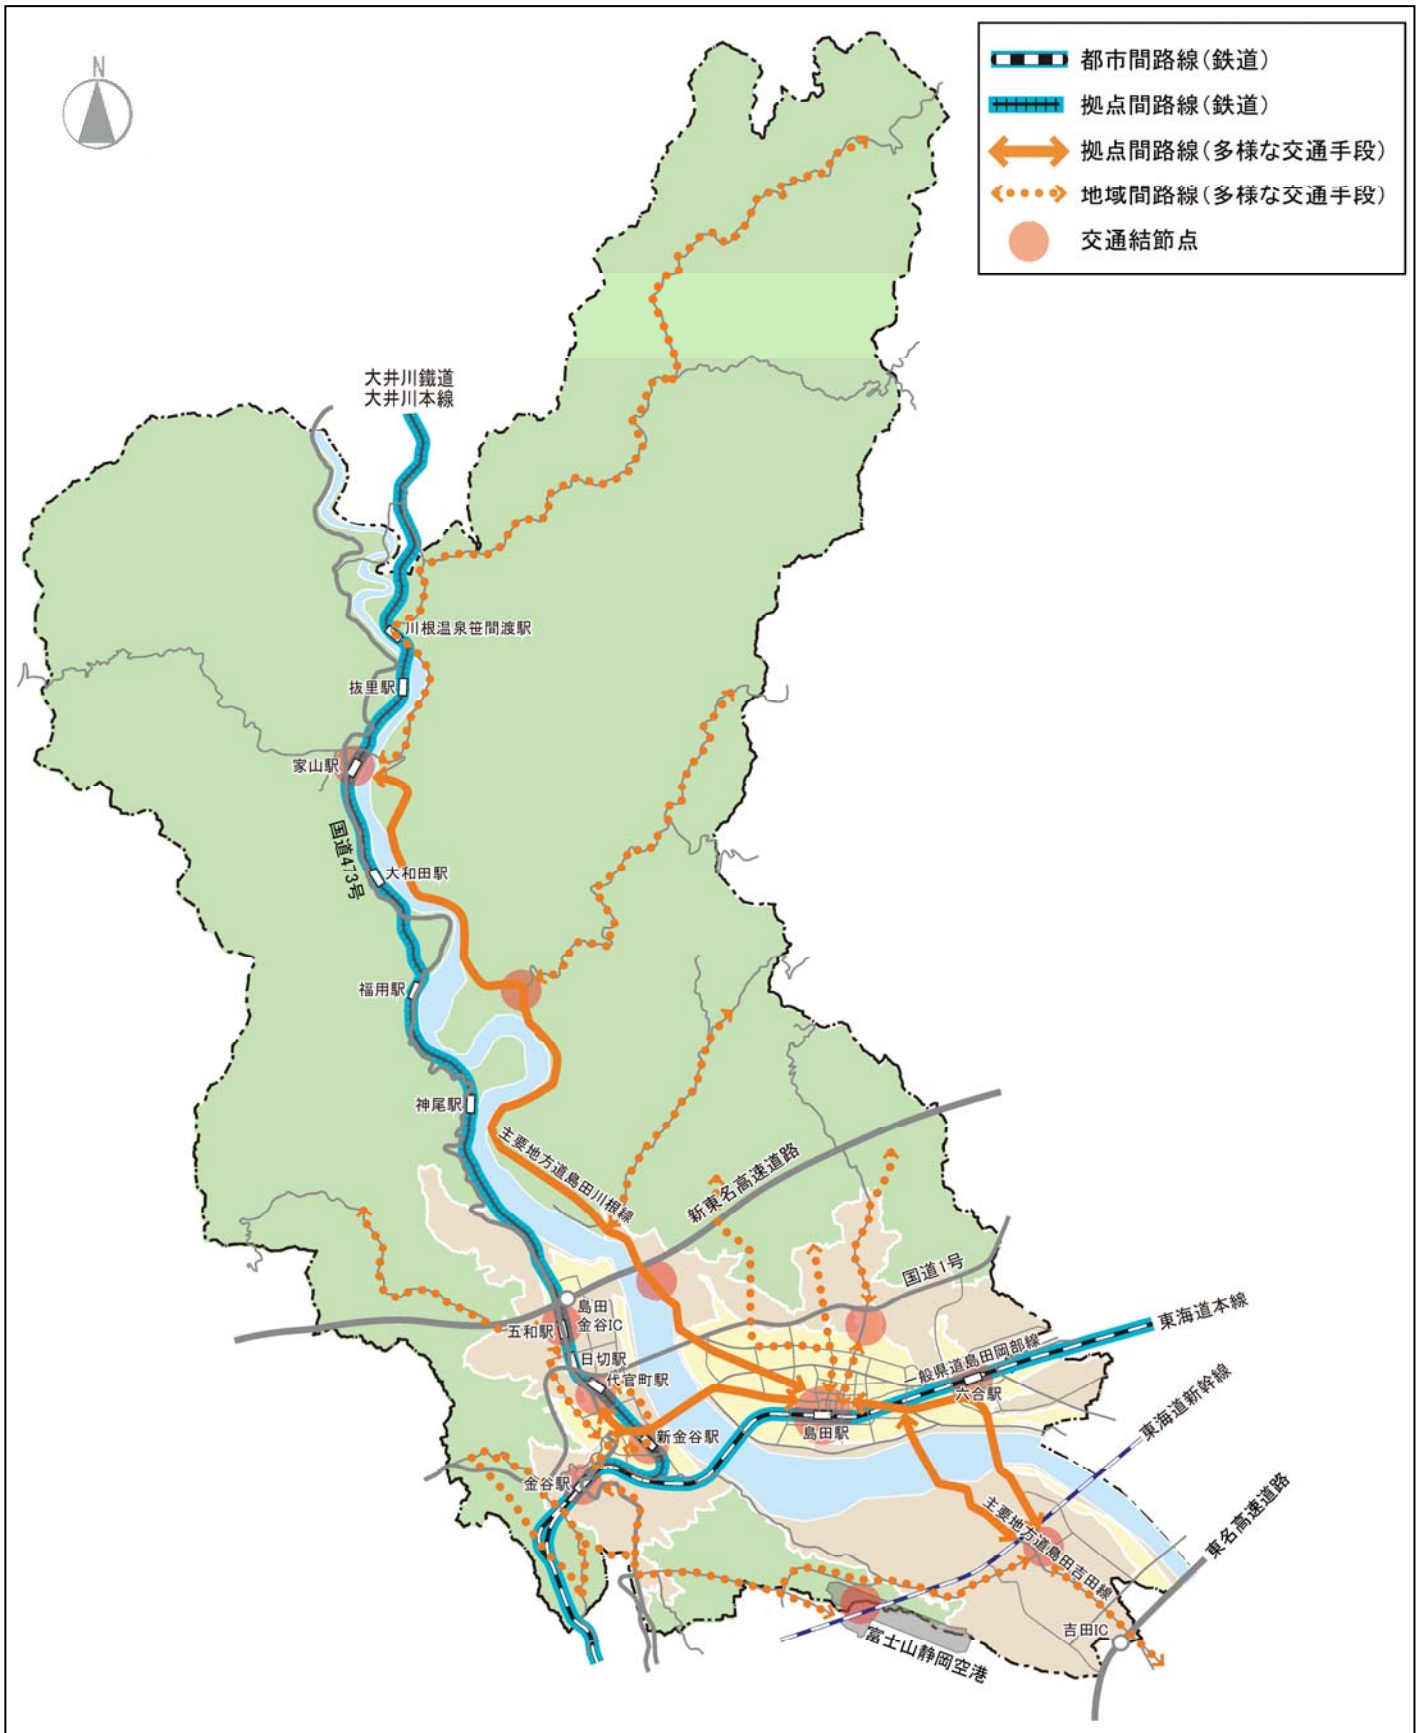 N
都市間路線(鉄道)
拠点間路線(鉄道)
拠点間路線(多様な交通手段)
地域間路線(多様な交通手段)
交通結節点
大井川鐵道
大井川本線
川根温泉笹間渡駅
抜里駅
家山駅
国道473号
大和田駅
福用駅
神尾駅
主要地方道島田川根線
新東名高速道路
国道1号
島田
金谷IC
五和駅
日切駅
代官町駅
東海道本線
一般県道島田岡部線
六合駅
島田駅
新金谷駅
金谷駅
東海道新幹線
主要地方道島田吉田線
東名高速道路
吉田IC
富士山静岡空港